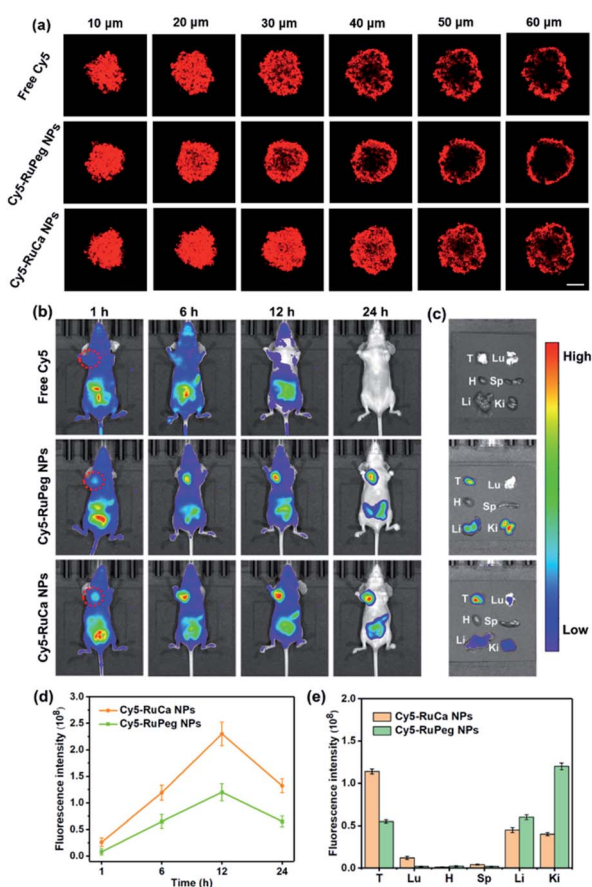 (a)
10 µm 20 µm 30 µm 40 µm 50 µm 60 µm
Free Cy5
Cy5-RuPeg NPs
Cy5-RuCa NPs
(b) 1 h 6 h 12 h 24 h (c)
Free Cy5
T Lu
H Sp
Li Ki
High
Cy5-RuPeg NPs
T Lu
H Sp
Li Ki
Cy5-RuCa NPs
T Lu
H Sp
Li Ki
Low
(d)
Fluorescence intensity (10⁸)
3.0
2.5
2.0
1.5
1.0
0.5
0.0
Cy5-RuCa NPs
Cy5-RuPeg NPs
1 6 12 24
Time (h)
(e)
Fluorescence intensity (10⁸)
2.0
1.5
1.0
0.5
0.0
Cy5-RuCa NPs
Cy5-RuPeg NPs
T Lu H Sp Li Ki